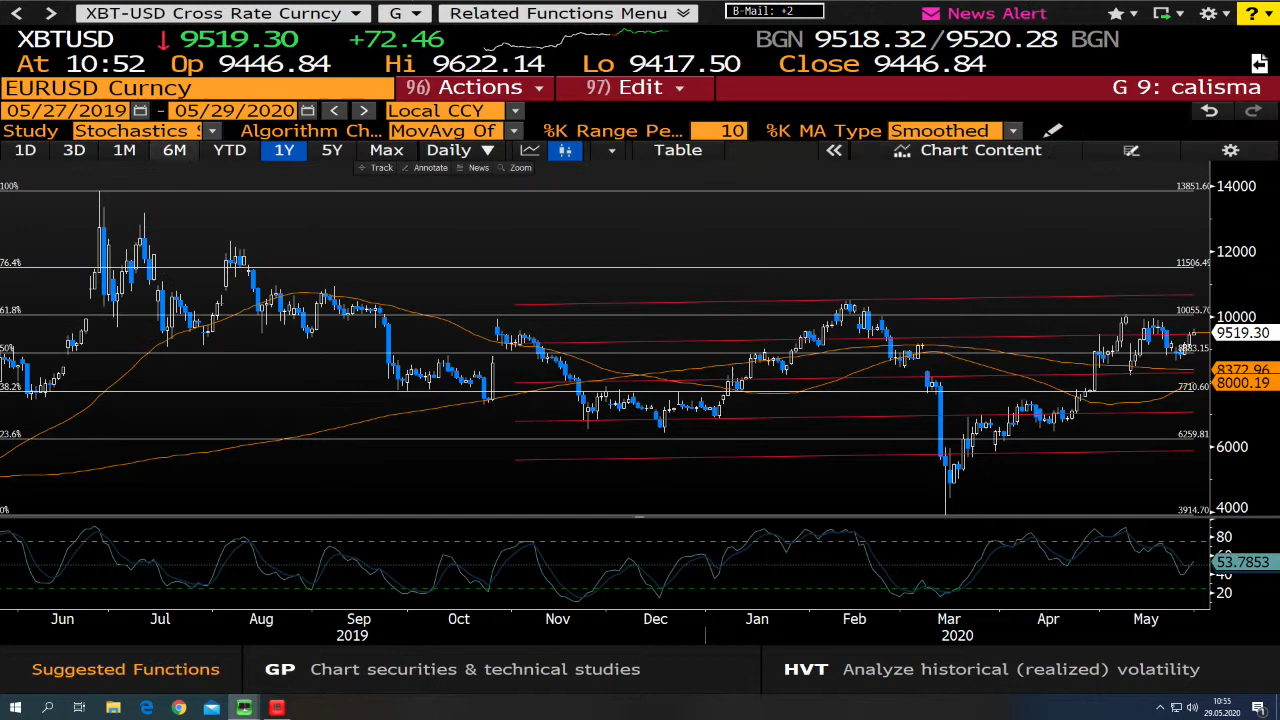 XBT-USD Cross Rate Curncy G Related Functions Menu B-Mail: +2 News Alert ?
XBTUSD 9519.30 +72.46 BGN 9518.32/9520.28 BGN
At 10:52 Op 9446.84 Hi 9622.14 Lo 9417.50 Close 9446.84
EURUSD Curncy 96) Actions 97) Edit G 9: calisma
05/27/2019 - 05/29/2020 < > Local CCY
Study Stochastics Algorithm Ch... MovAvg Of %K Range Pe... 10 %K MA Type Smoothed
1D 3D 1M 6M YTD 1Y 5Y Max Daily ▼ Table « Chart Content
+ Track Annotate News Zoom
100% 13851.60 14000
12000
76.4% 11506.49
61.8% 10055.70 10000
9519.30
50% 8883.15
8372.96
8000.19
38.2% 7710.60
23.6% 6259.81 6000
4000
0% 3914.70
80
60
53.7853
40
20
Jun Jul Aug Sep Oct Nov Dec Jan Feb Mar Apr May
2019 2020
Suggested Functions GP Chart securities & technical studies HVT Analyze historical (realized) volatility
10:55
29.05.2020
1